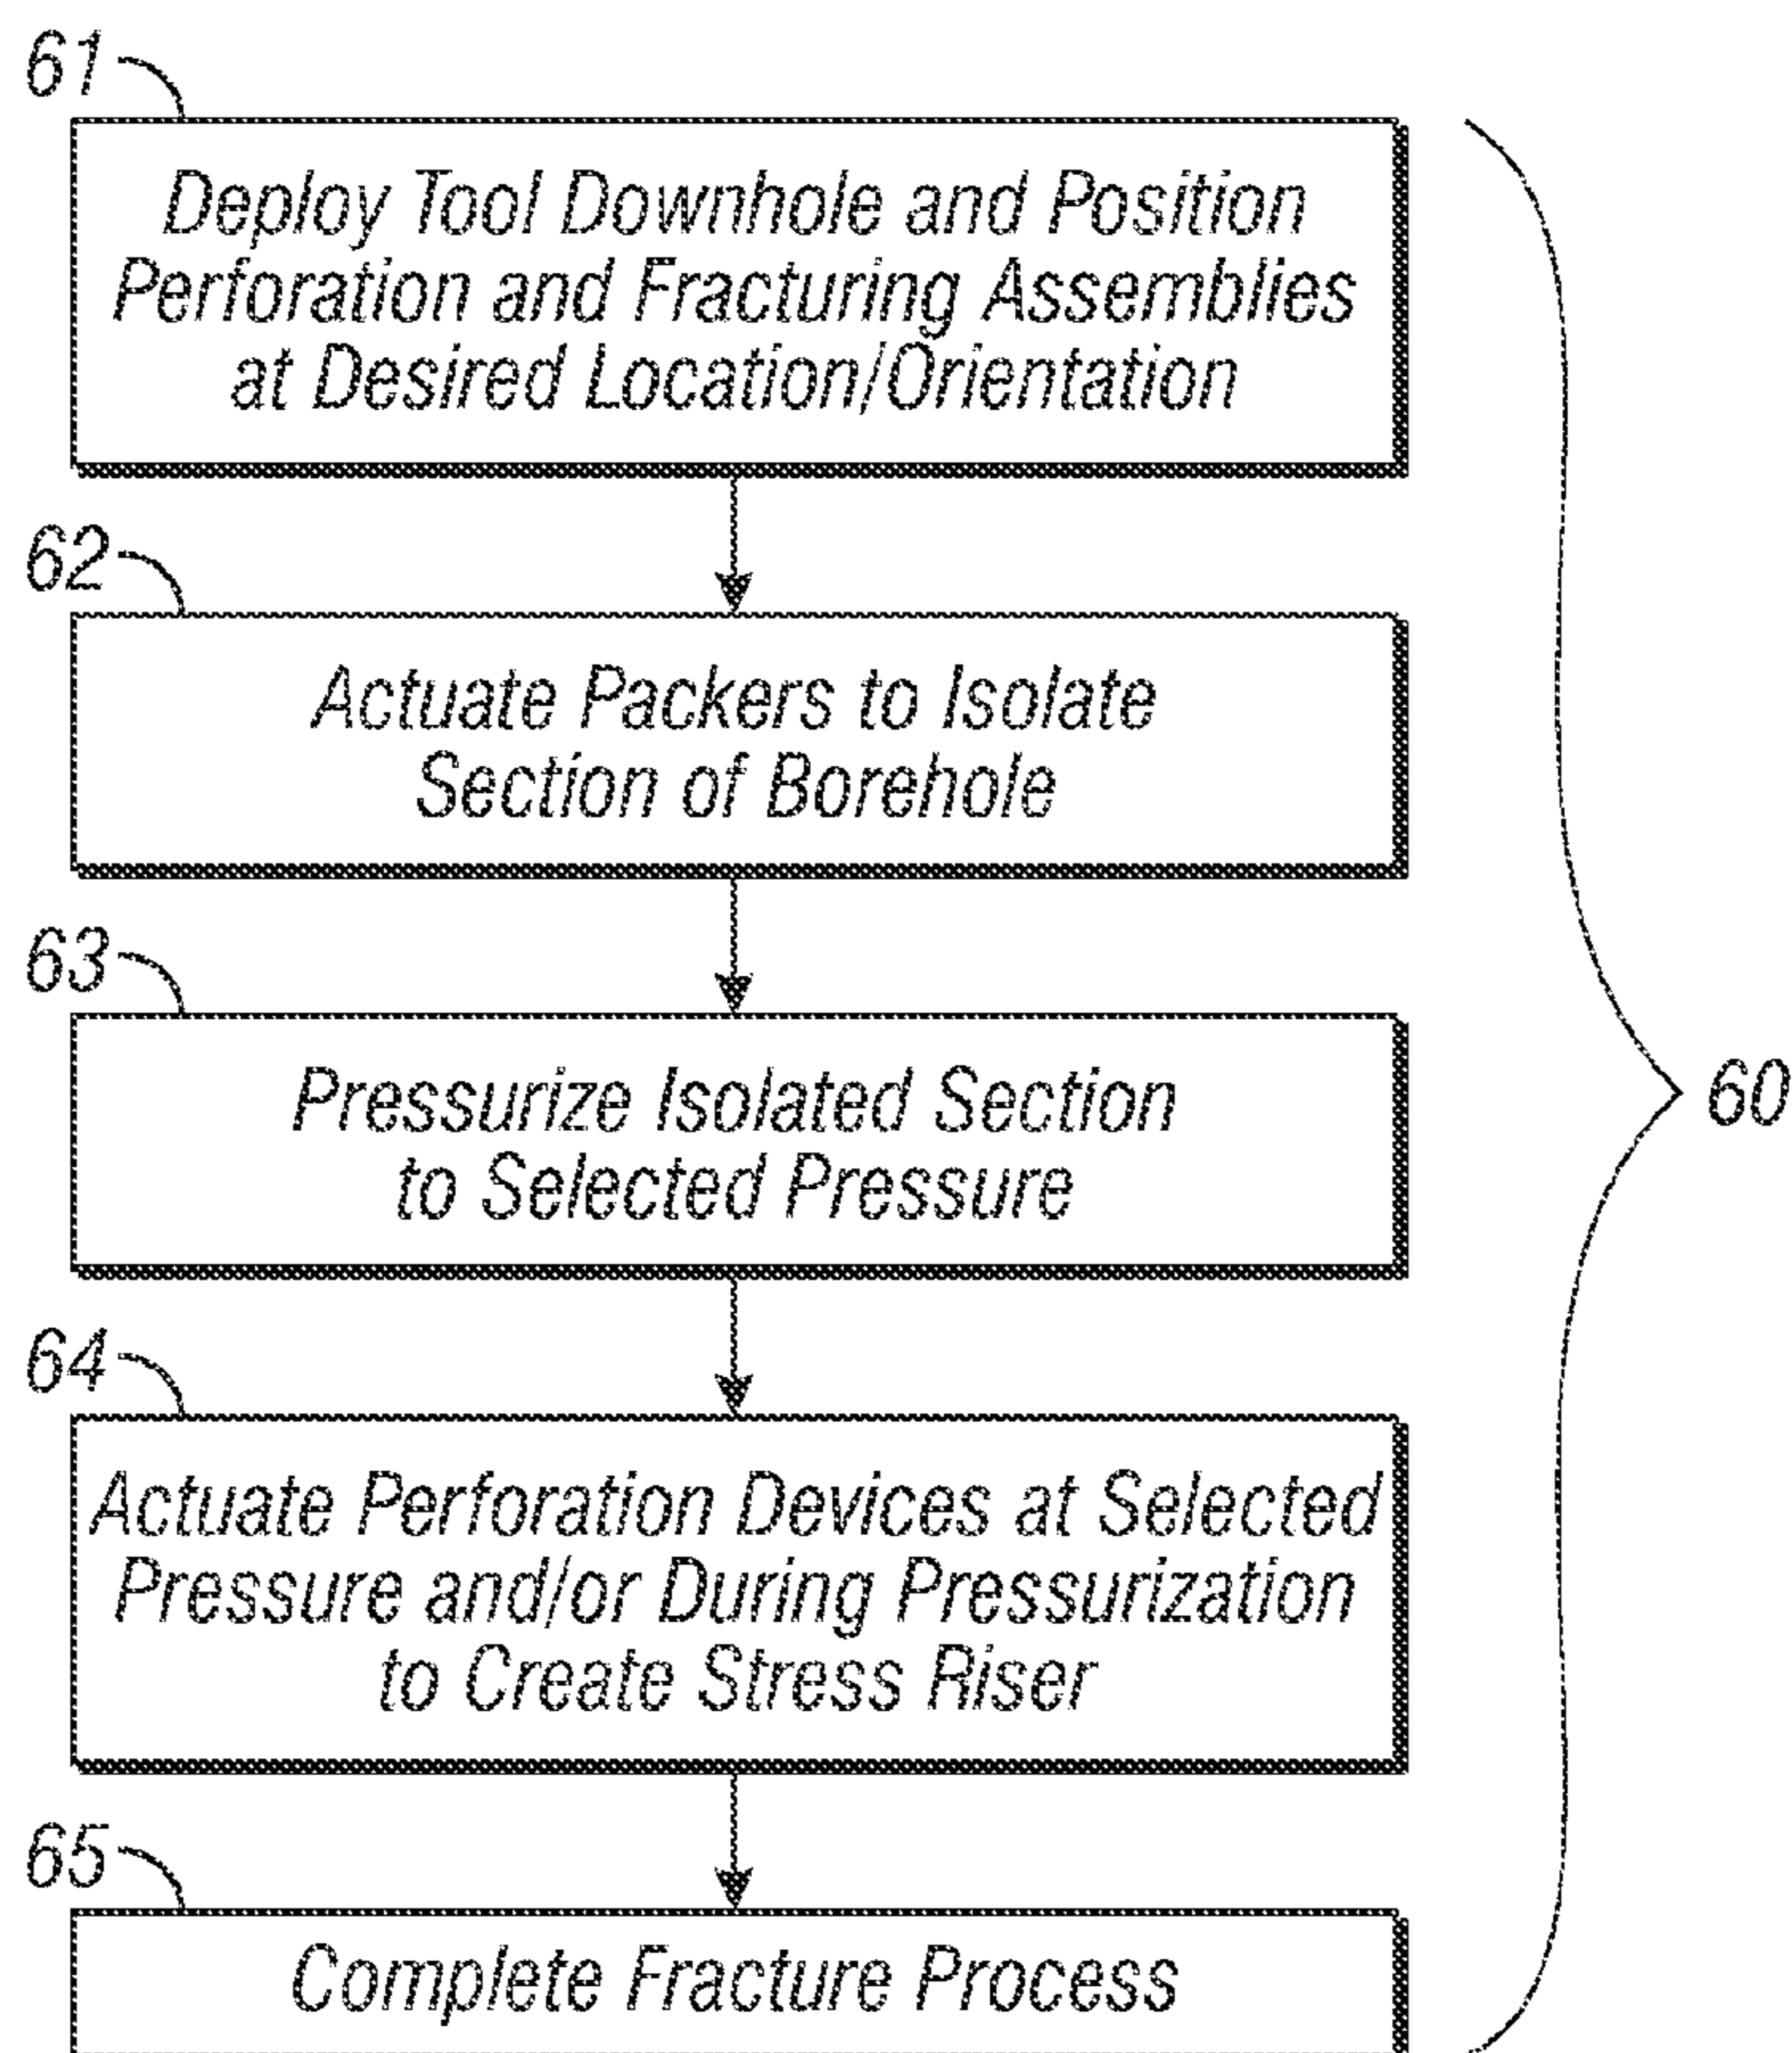 61
Deploy Tool Downhole and Position
Perforation and Fracturing Assemblies
at Desired Location/Orientation
62
Actuate Packers to Isolate
Section of Borehole
63
Pressurize Isolated Section
to Selected Pressure
60
64
Actuate Perforation Devices at Selected
Pressure and/or During Pressurization
to Create Stress Riser
65
Complete Fracture Process